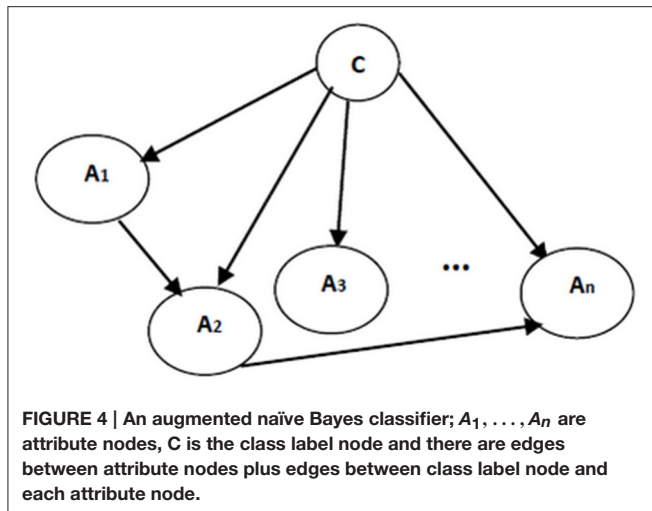 C
A1
A2
A3
...
An
FIGURE 4 | An augmented naïve Bayes classifier; A1, . . . , An are
attribute nodes, C is the class label node and there are edges
between attribute nodes plus edges between class label node and
each attribute node.